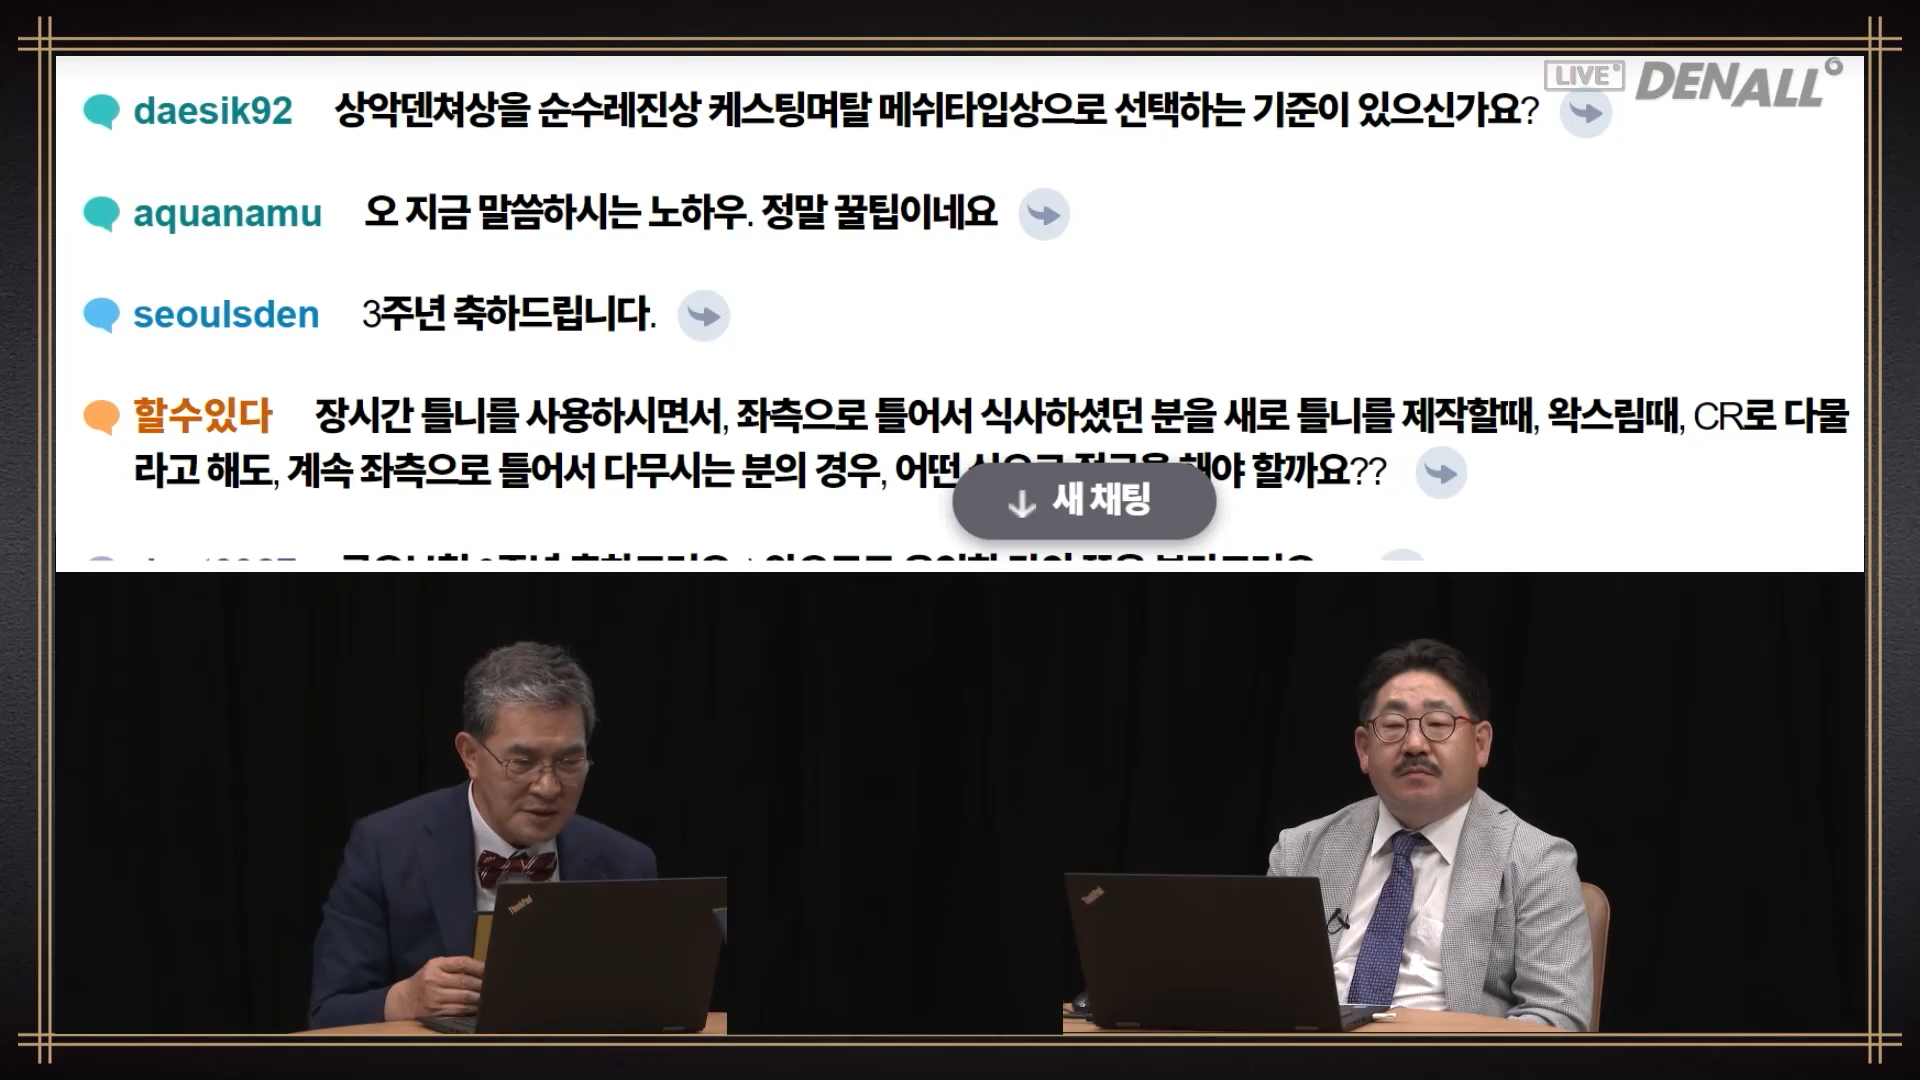 LIVE
DENALL
daesik92 상악덴쳐상을 순수레진상 케스팅며탈 메쉬타입상으로 선택하는 기준이 있으신가요?
aquanamu 오 지금 말씀하시는 노하우. 정말 꿀팁이네요
seoulsden 3주년 축하드립니다.
할수있다 장시간 틀니를 사용하시면서, 좌측으로 틀어서 식사하셨던 분을 새로 틀니를 제작할때, 왁스림때, CR로 다물
라고 해도, 계속 좌측으로 틀어서 다무시는 분의 경우, 어떤 해야 할까요??
↓ 새 채팅
ThinkPad
ThinkPad